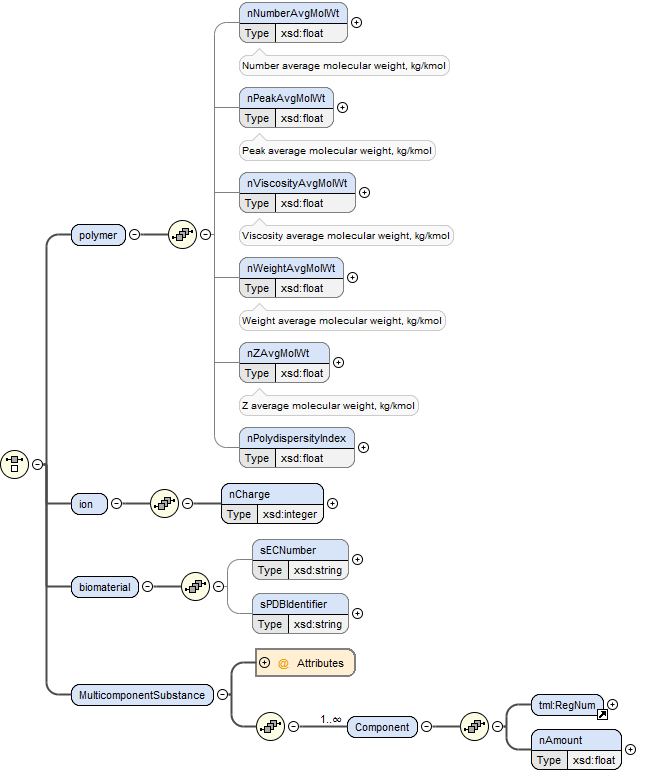 nNumberAvgMolWt
Type xsd:float
Number average molecular weight, kg/kmol
nPeakAvgMolWt
Type xsd:float
Peak average molecular weight, kg/kmol
nViscosityAvgMolWt
Type xsd:float
Viscosity average molecular weight, kg/kmol
polymer
nWeightAvgMolWt
Type xsd:float
Weight average molecular weight, kg/kmol
nZAvgMolWt
Type xsd:float
Z average molecular weight, kg/kmol
nPolydispersityIndex
Type xsd:float
ion
nCharge
Type xsd:integer
biomaterial
sECNumber
Type xsd:string
sPDBIdentifier
Type xsd:string
MulticomponentSubstance
@ Attributes
1..∞
Component
tml:RegNum
nAmount
Type xsd:float